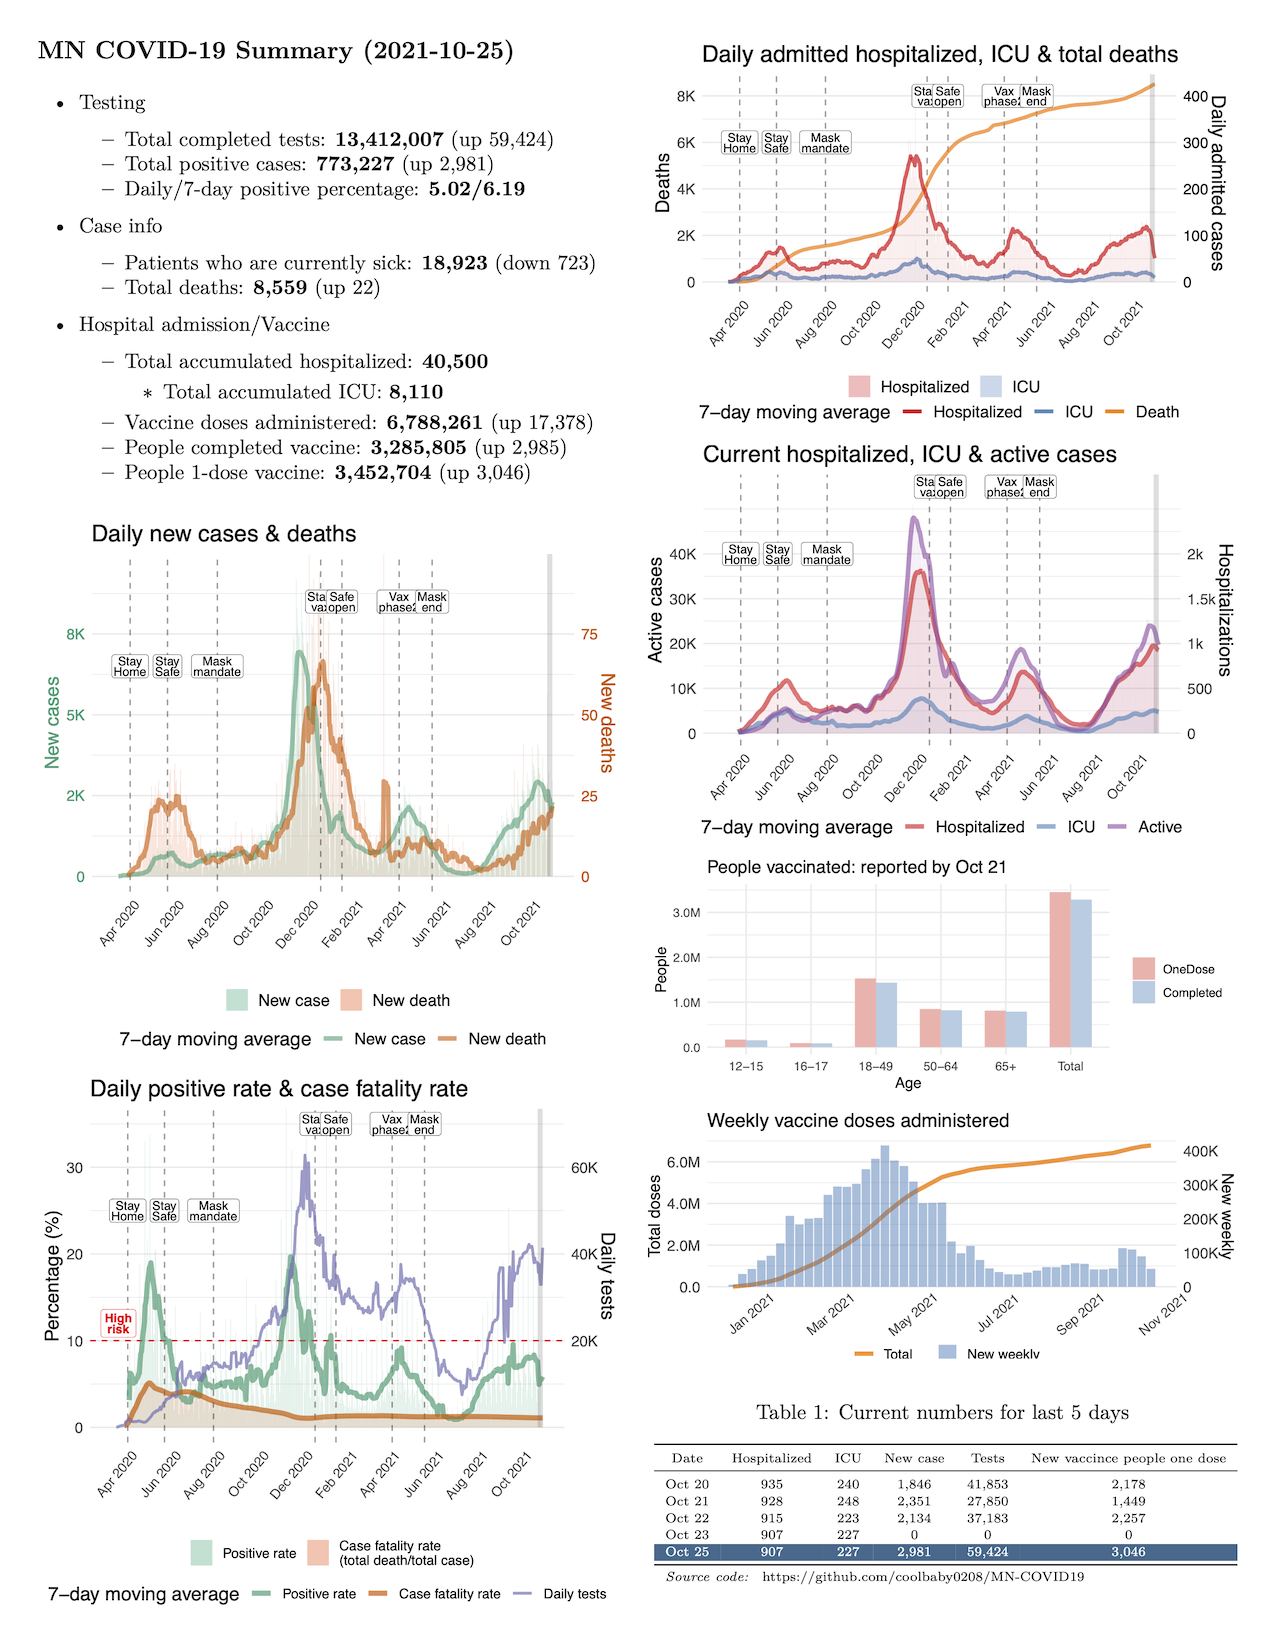 MN COVID-19 Summary (2021-10-25)
• Testing
– Total completed tests: 13,412,007 (up 59,424)
– Total positive cases: 773,227 (up 2,981)
– Daily/7-day positive percentage: 5.02/6.19
• Case info
– Patients who are currently sick: 18,923 (down 723)
– Total deaths: 8,559 (up 22)
• Hospital admission/Vaccine
– Total accumulated hospitalized: 40,500
∗ Total accumulated ICU: 8,110
– Vaccine doses administered: 6,788,261 (up 17,378)
– People completed vaccine: 3,285,805 (up 2,985)
– People 1-dose vaccine: 3,452,704 (up 3,046)
Daily new cases & deaths
Sta Safe Vax Mask
va open phase2 end
8K 75
Stay Stay Mask
Home Safe mandate
New cases
New deaths
5K 50
2K 25
0 0
Apr 2020 Jun 2020 Aug 2020 Oct 2020 Dec 2020 Feb 2021 Apr 2021 Jun 2021 Aug 2021 Oct 2021
New case New death
7−day moving average New case New death
Daily positive rate & case fatality rate
Sta Safe Vax Mask
va open phase2 end
30 60K
Stay Stay Mask
Home Safe mandate
Percentage (%)
Daily tests
20 40K
High
risk
10 20K
0
Apr 2020 Jun 2020 Aug 2020 Oct 2020 Dec 2020 Feb 2021 Apr 2021 Jun 2021 Aug 2021 Oct 2021
Positive rate Case fatality rate
(total death/total case)
7−day moving average Positive rate Case fatality rate Daily tests
Daily admitted hospitalized, ICU & total deaths
8K Sta Safe Vax Mask 400
va open phase2 end
6K Stay Stay Mask 300
Home Safe mandate
Deaths
Daily admitted cases
4K 200
2K 100
0 0
Apr 2020 Jun 2020 Aug 2020 Oct 2020 Dec 2020 Feb 2021 Apr 2021 Jun 2021 Aug 2021 Oct 2021
Hospitalized ICU
7−day moving average Hospitalized ICU Death
Current hospitalized, ICU & active cases
Sta Safe Vax Mask
va open phase2 end
40K Stay Stay Mask 2k
Home Safe mandate
Active cases
Hospitalizations
30K 1.5k
20K 1k
10K 500
0 0
Apr 2020 Jun 2020 Aug 2020 Oct 2020 Dec 2020 Feb 2021 Apr 2021 Jun 2021 Aug 2021 Oct 2021
7−day moving average Hospitalized ICU Active
People vaccinated: reported by Oct 21
3.0M
2.0M
1.0M
0.0
People
12−15 16−17 18−49 50−64 65+ Total
Age
OneDose
Completed
Weekly vaccine doses administered
400K
6.0M
300K
4.0M
200K
2.0M
100K
0.0 0
Total doses
New weekly
Jan 2021 Mar 2021 May 2021 Jul 2021 Sep 2021 Nov 2021
Total New weekly
Table 1: Current numbers for last 5 days
Date Hospitalized ICU New case Tests New vaccince people one dose
Oct 20 935 240 1,846 41,853 2,178
Oct 21 928 248 2,351 27,850 1,449
Oct 22 915 223 2,134 37,183 2,257
Oct 23 907 227 0 0 0
Oct 25 907 227 2,981 59,424 3,046
Source code: https://github.com/coolbaby0208/MN-COVID19